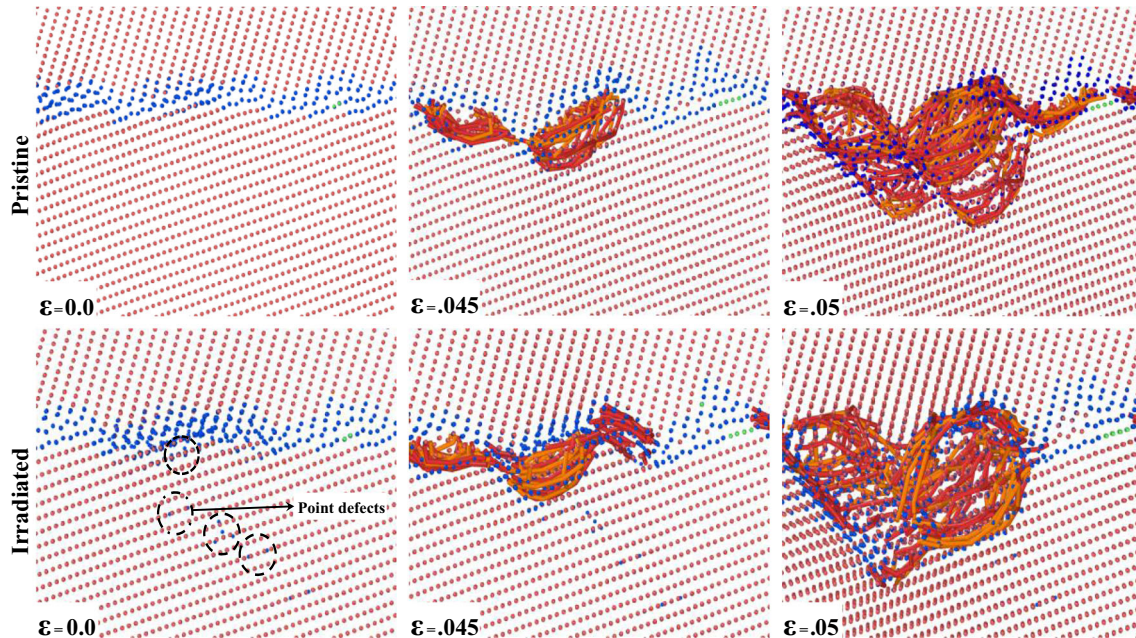 Pristine
ε=0.0
ε=.045
ε=.05
Irradiated
Point defects
ε=0.0
ε=.045
ε=.05